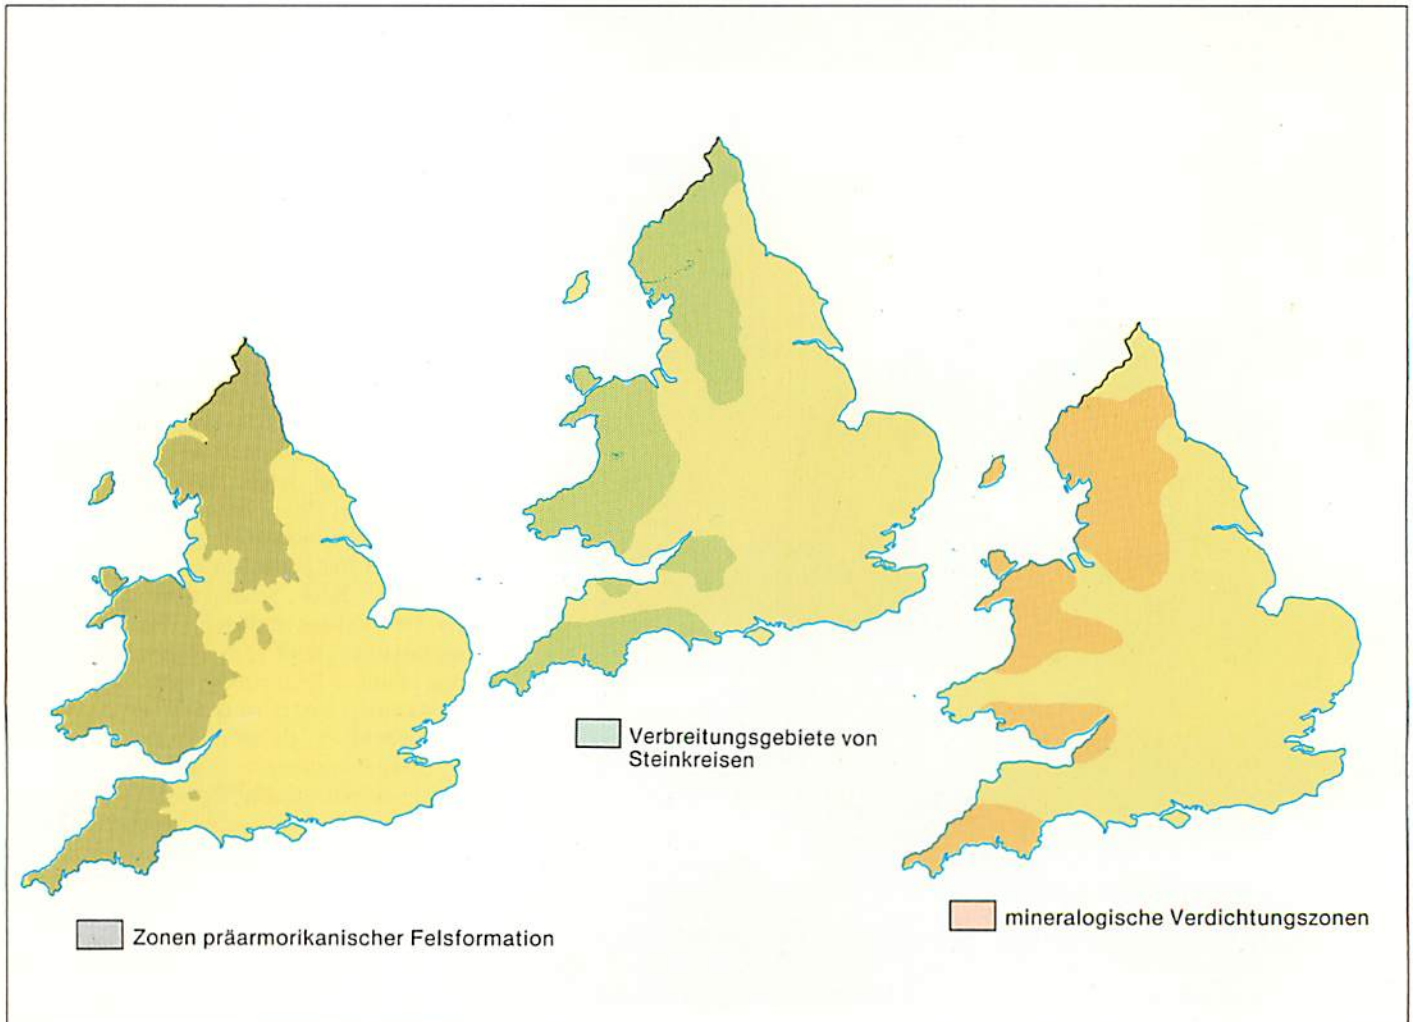 Verbreitungsgebiete von
Steinkreisen
Zonen präarmorikanischer Felsformation
mineralogische Verdichtungszonen